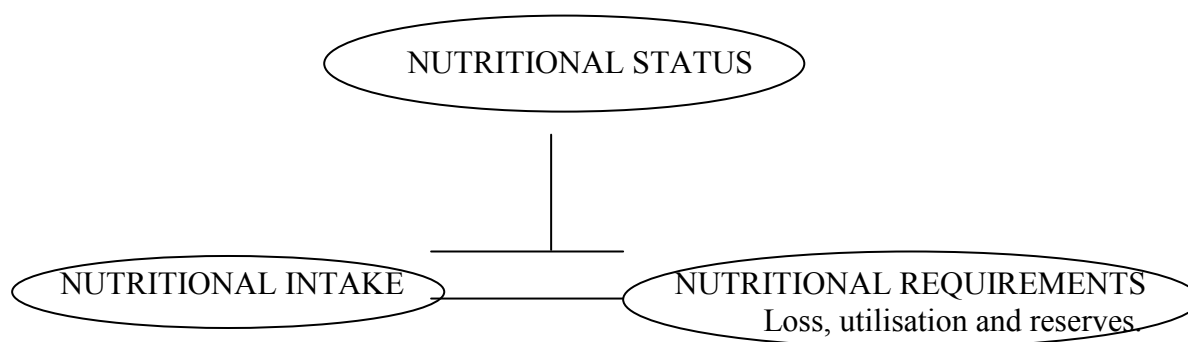 NUTRITIONAL STATUS
NUTRITIONAL INTAKE
NUTRITIONAL REQUIREMENTS
Loss, utilisation and reserves.